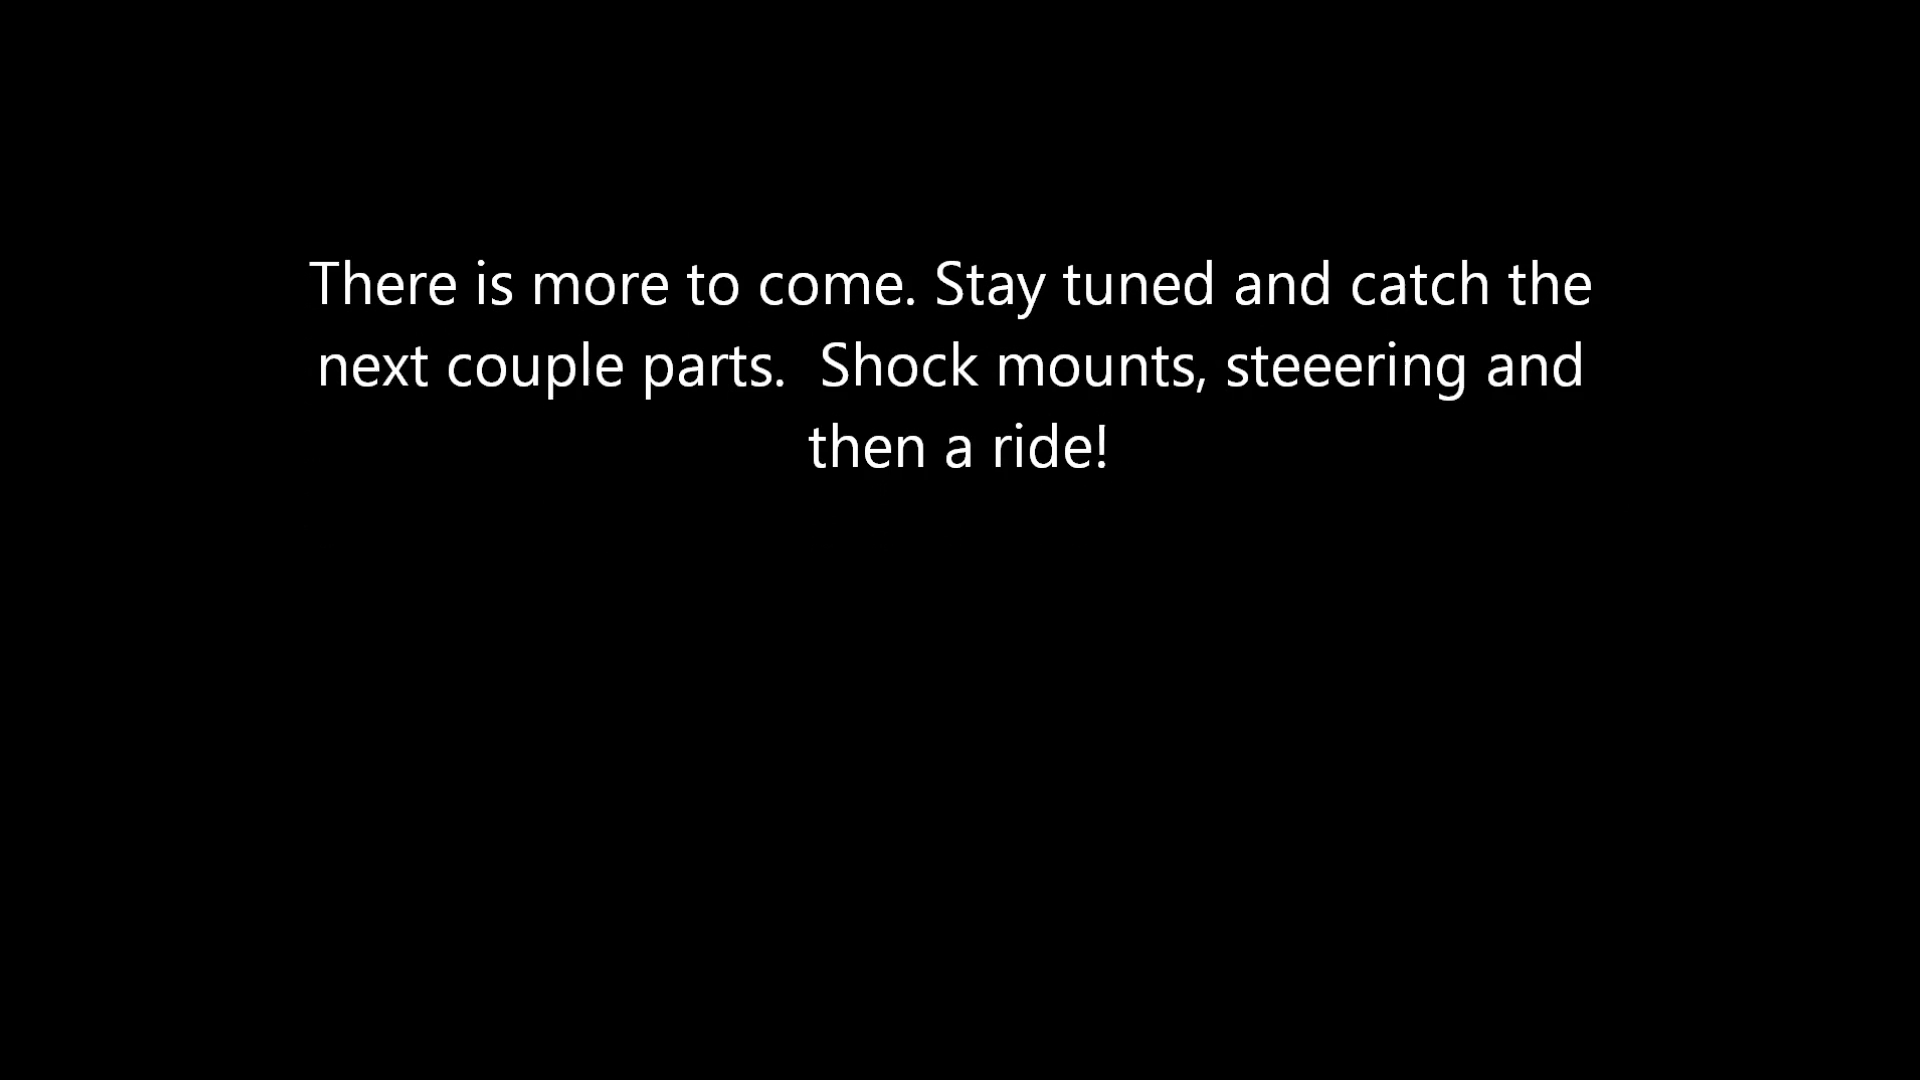 There is more to come. Stay tuned and catch the
next couple parts.  Shock mounts, steeering and
then a ride!